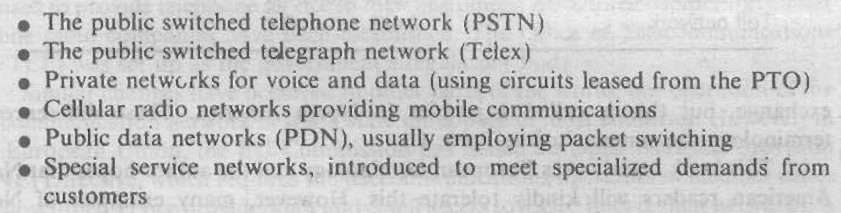 • The public switched telephone network (PSTN)
• The public switched telegraph network (Telex)
• Private networks for voice and data (using circuits leased from the PTO)
• Cellular radio networks providing mobile communications
• Public data networks (PDN), usually employing packet switching
• Special service networks, introduced to meet specialized demands from
customers